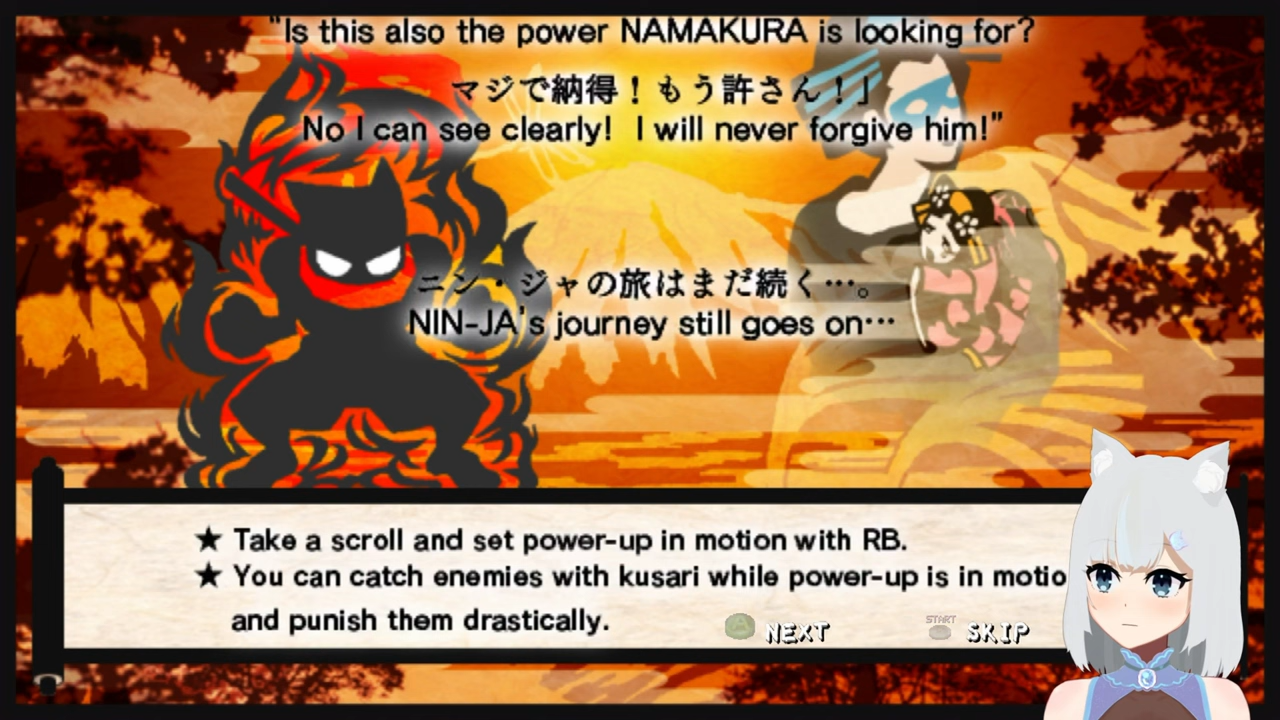 "Is this also the power NAMAKURA is looking for?
マジで納得！もう許さん！」
No I can see clearly! I will never forgive him!"
ニン・ジャの旅はまだ続く…。
NIN-JA's journey still goes on…
★ Take a scroll and set power-up in motion with RB.
★ You can catch enemies with kusari while power-up is in motio
and punish them drastically.
A NEXT
START SKIP